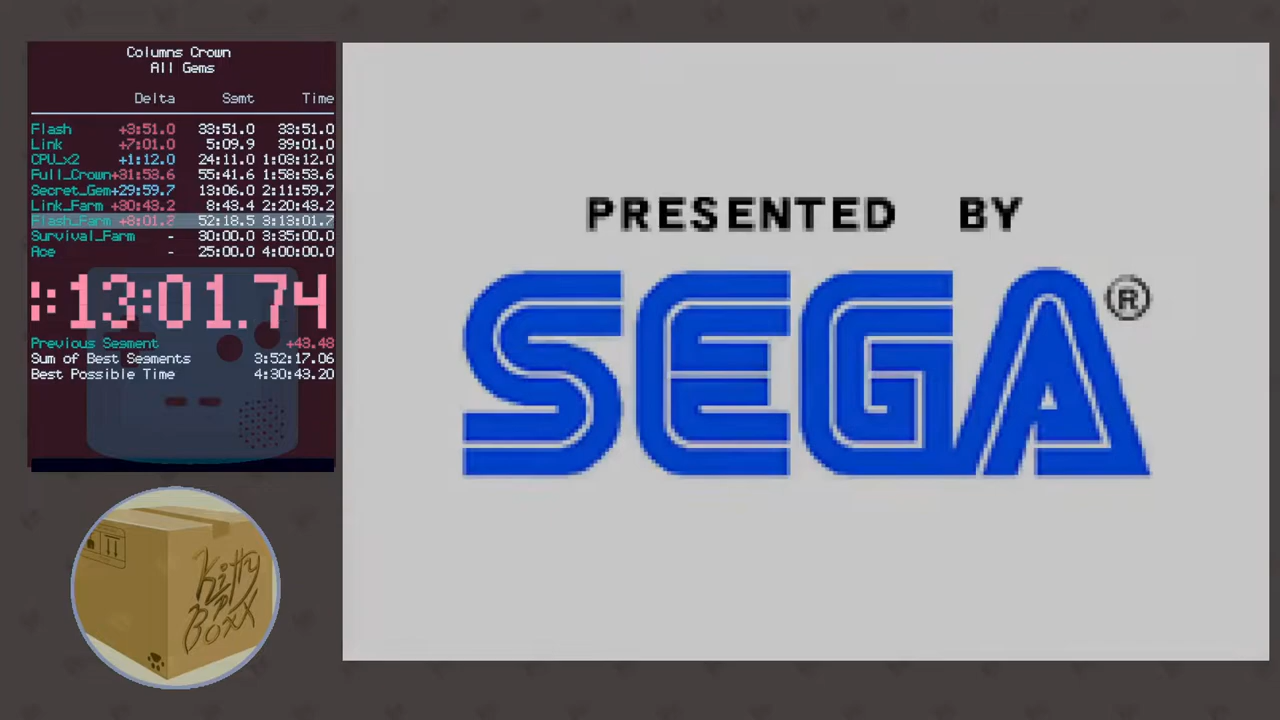 Columns Crown
All Gems
Delta Sgmt Time
Flash +3:51.0 33:51.0 33:51.0
Link +7:01.0 5:09.9 39:01.0
CPU_x2 +1:12.0 24:11.0 1:03:12.0
Full_Crown+31:53.6 55:41.6 1:58:53.6
Secret_Gem+29:59.7 13:06.0 2:11:59.7
Link_Farm +30:43.2 8:43.4 2:20:43.2
Flash_Farm +8:01.7 52:18.5 3:13:01.7
Survival_Farm - 30:00.0 3:35:00.0
Ace - 25:00.0 4:00:00.0
:13:01.74
Previous Segment +43.48
Sum of Best Segments 3:52:17.06
Best Possible Time 4:30:43.20
PRESENTED BY
SEGA®
Kitty
BoxX